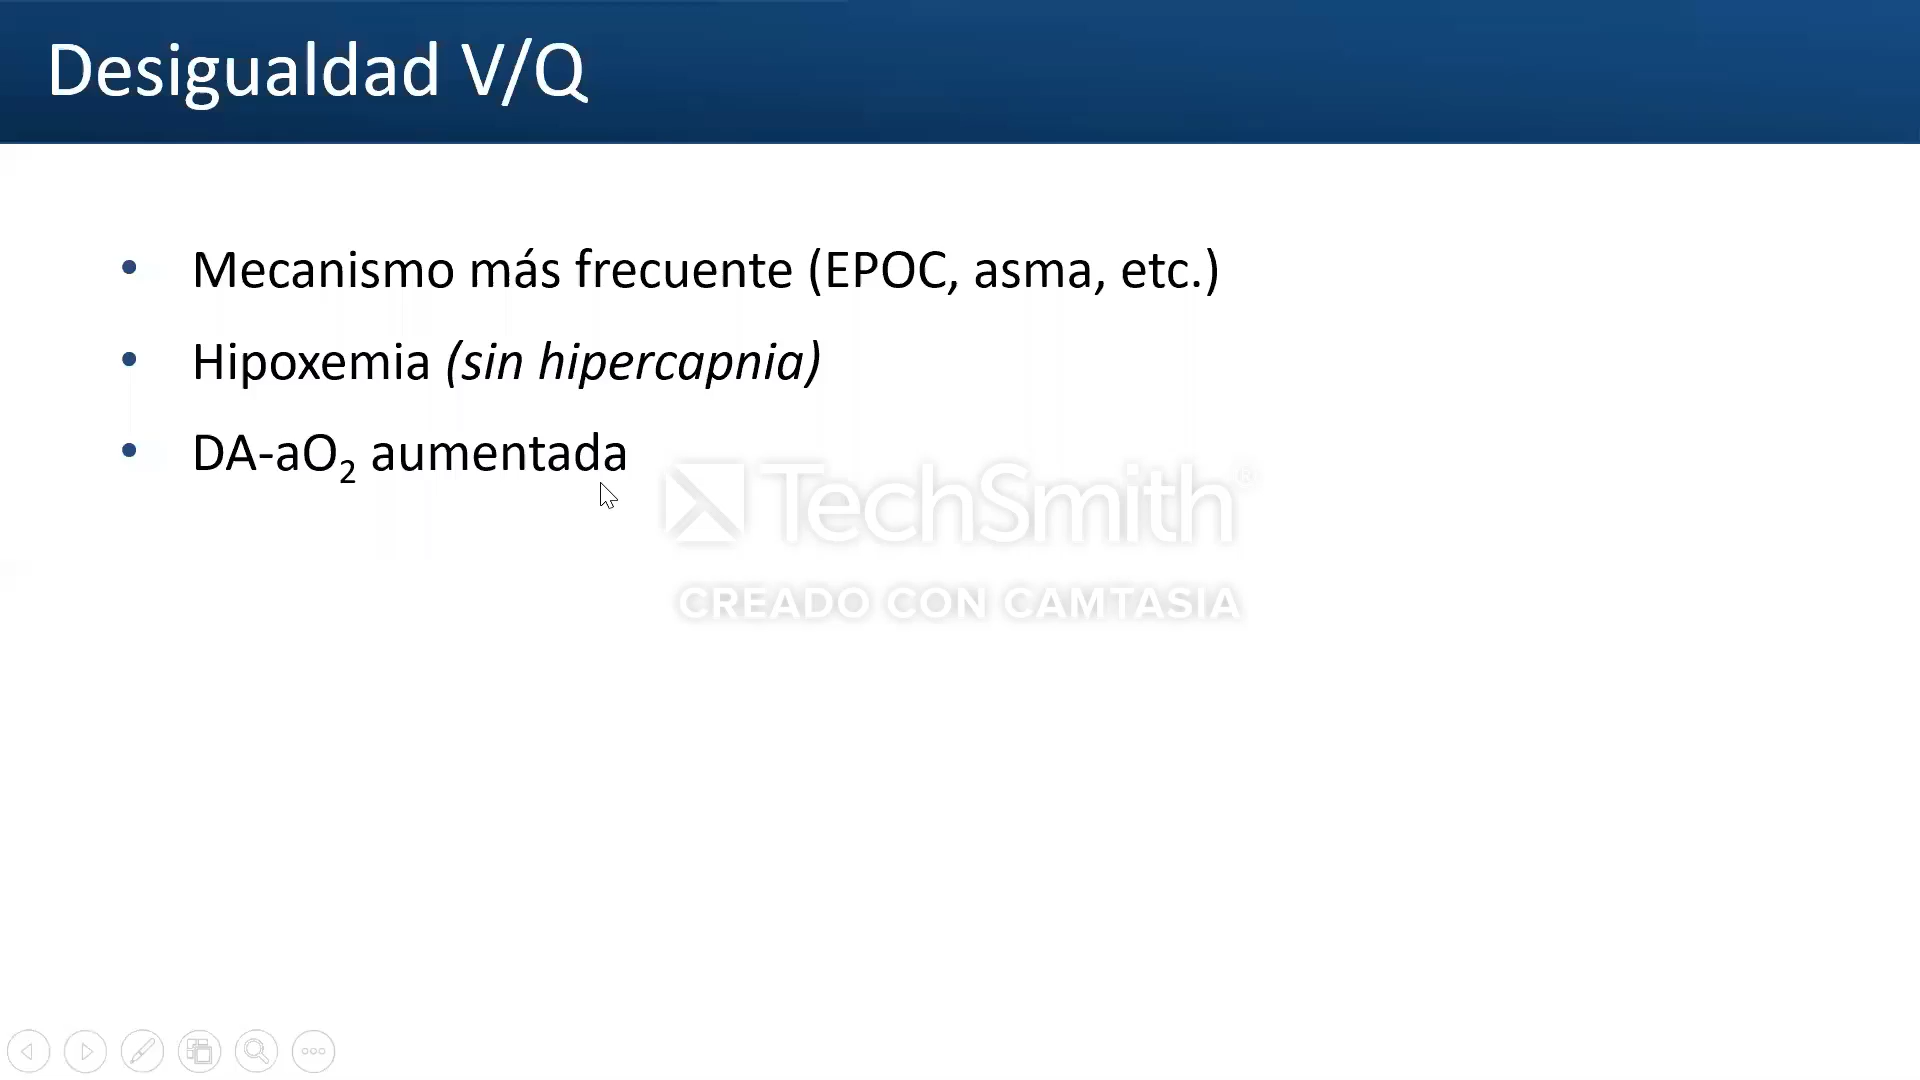 Desigualdad V/Q
• Mecanismo más frecuente (EPOC, asma, etc.)
• Hipoxemia (sin hipercapnia)
• DA-aO₂ aumentada
TechSmith®
CREADO CON CAMTASIA